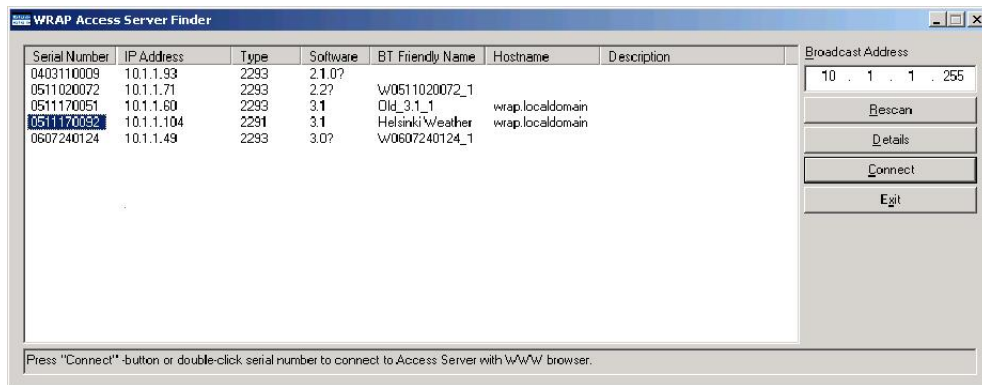 WRAP Access Server Finder
Serial Number IP Address Type Software BT Friendly Name Hostname Description
0403110009 10.1.1.93 2293 2.1.0?
0511020072 10.1.1.71 2293 2.2? W0511020072_1
0511170051 10.1.1.60 2293 3.1 Old_3.1_1 wrap.localdomain
0511170092 10.1.1.104 2291 3.1 Helsinki Weather wrap.localdomain
0607240124 10.1.1.49 2293 3.0? W0607240124_1
Broadcast Address
10 . 1 . 1 . 255
Rescan
Details
Connect
Exit
Press "Connect"' -button or double-click serial number to connect to Access Server with WWW browser.